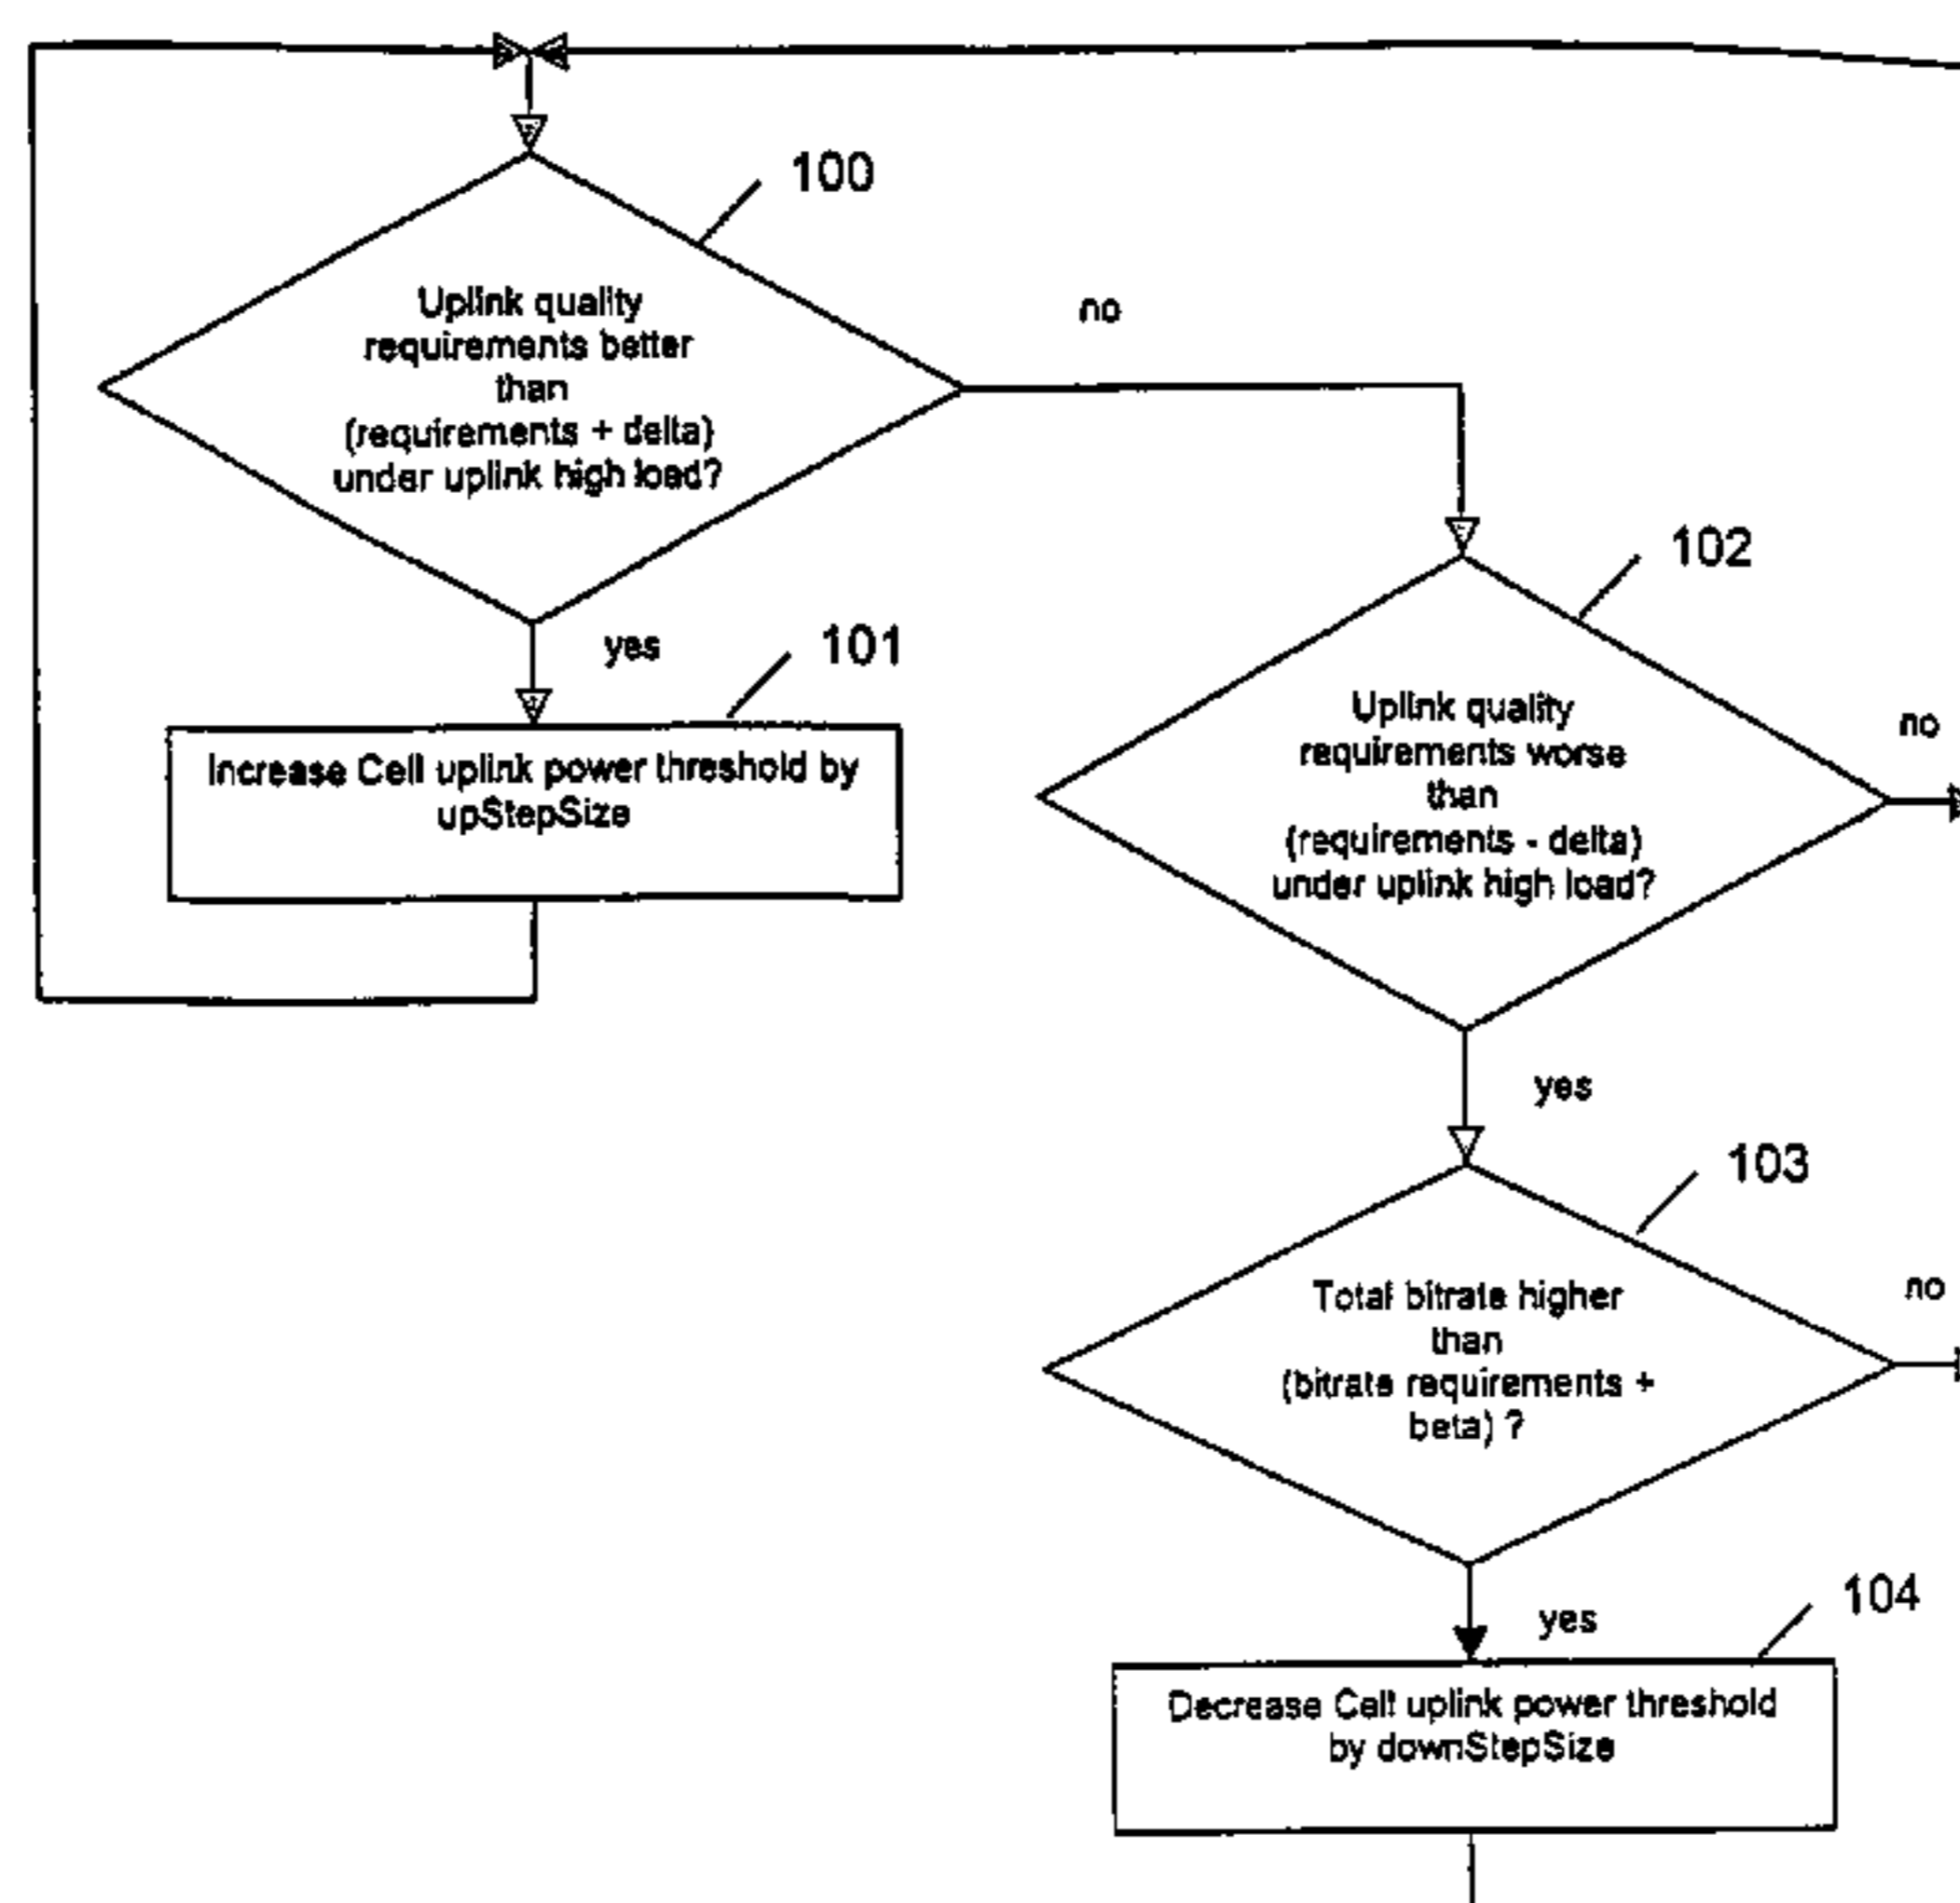 100
Uplink quality
requirements better
than
(requirements + delta)
under uplink high load?
no
yes
101
Increase Cell uplink power threshold by
upStepSize
102
Uplink quality
requirements worse
than
(requirements - delta)
under uplink high load?
no
yes
103
Total bitrate higher
than
(bitrate requirements +
beta) ?
no
yes
104
Decrease Cell uplink power threshold
by downStepSize